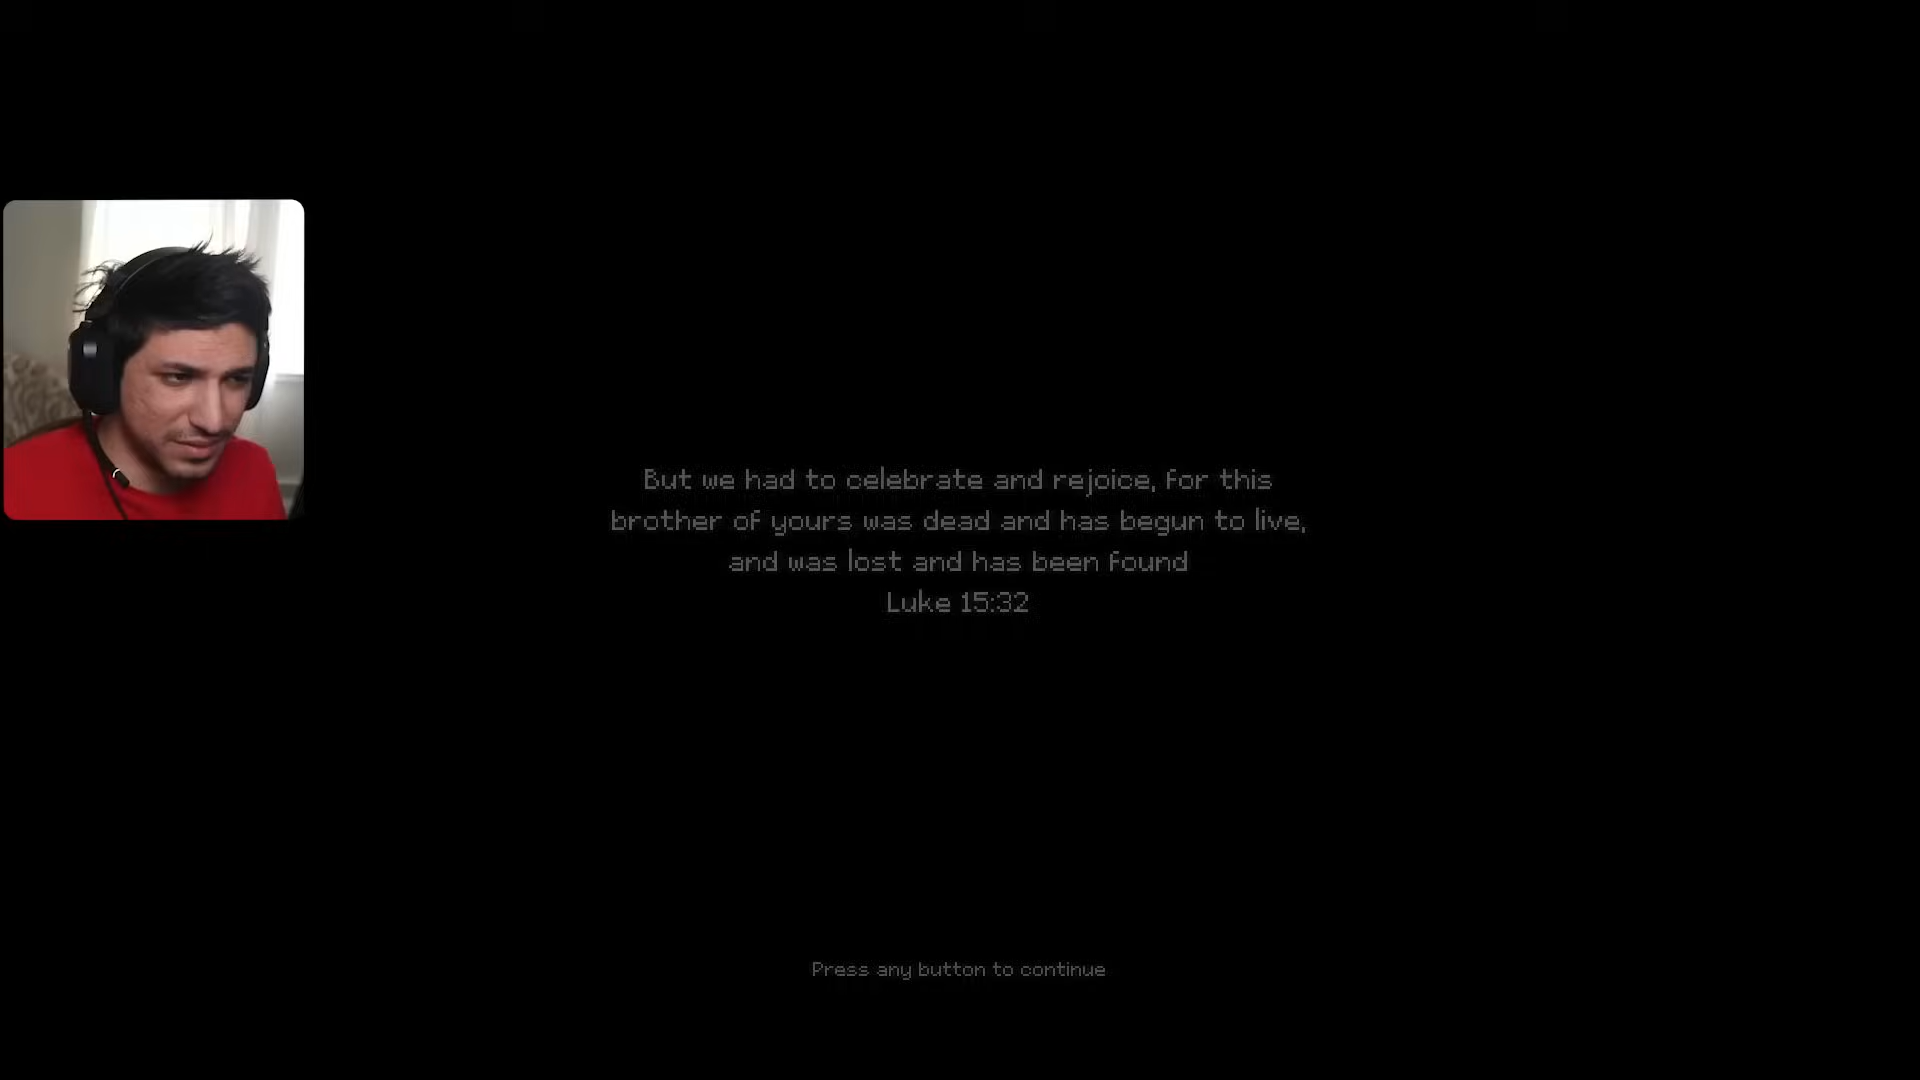 But we had to celebrate and rejoice, for this
brother of yours was dead and has begun to live,
and was lost and has been found
Luke 15:32
Press any button to continue